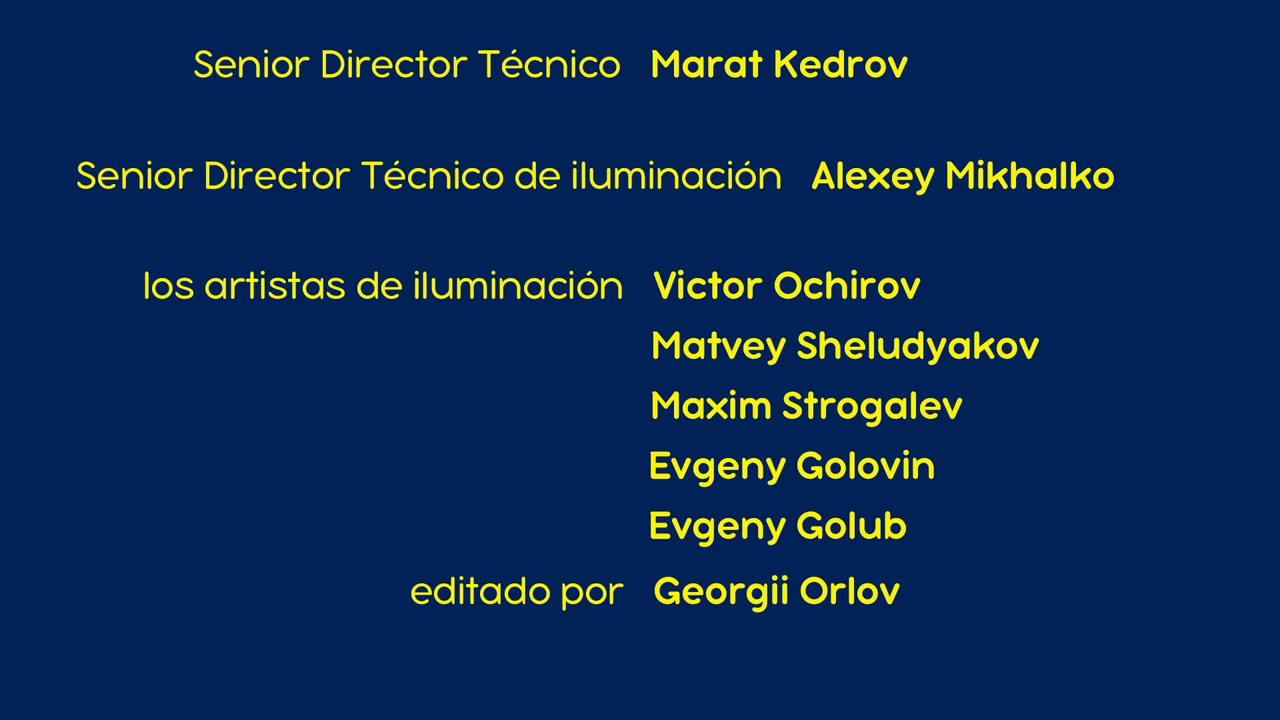 Senior Director Técnico Marat Kedrov
Senior Director Técnico de iluminación Alexey Mikhalko
los artistas de iluminación Victor Ochirov
Matvey Sheludyakov
Maxim Strogalev
Evgeny Golovin
Evgeny Golub
editado por Georgii Orlov